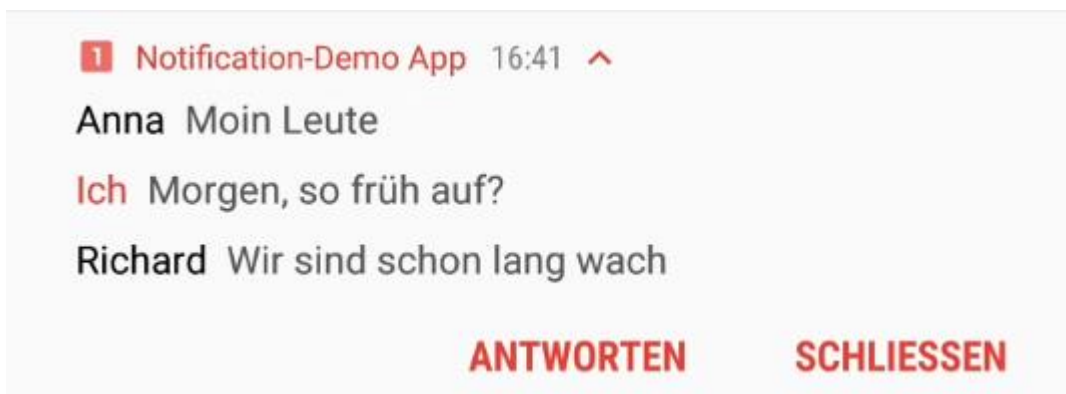 1 Notification-Demo App 16:41
Anna Moin Leute
Ich Morgen, so früh auf?
Richard Wir sind schon lang wach
ANTWORTEN SCHLIESSEN